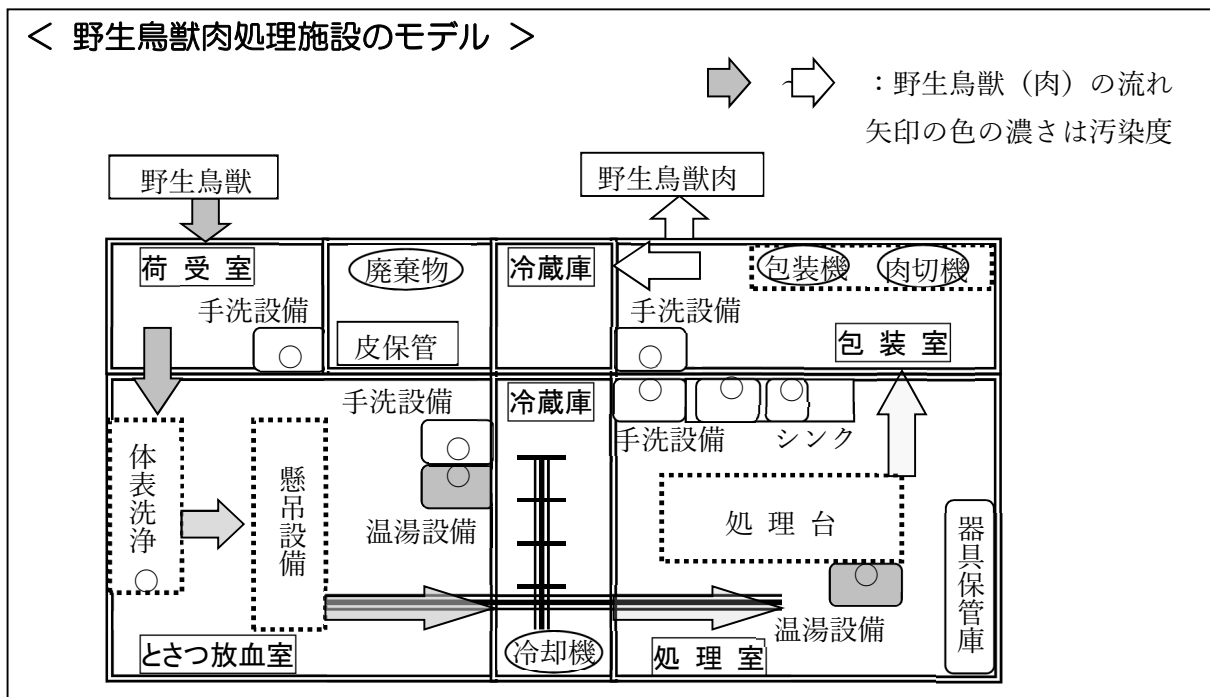 ＜ 野生鳥獣肉処理施設のモデル ＞
：野生鳥獣（肉）の流れ
矢印の色の濃さは汚染度
野生鳥獣
野生鳥獣肉
荷受室
廃棄物
冷蔵庫
包装機
肉切機
手洗設備
手洗設備
皮保管
包装室
手洗設備
冷蔵庫
手洗設備
シンク
体表洗浄
懸吊設備
温湯設備
処理台
器具保管庫
温湯設備
とさつ放血室
冷却機
処理室